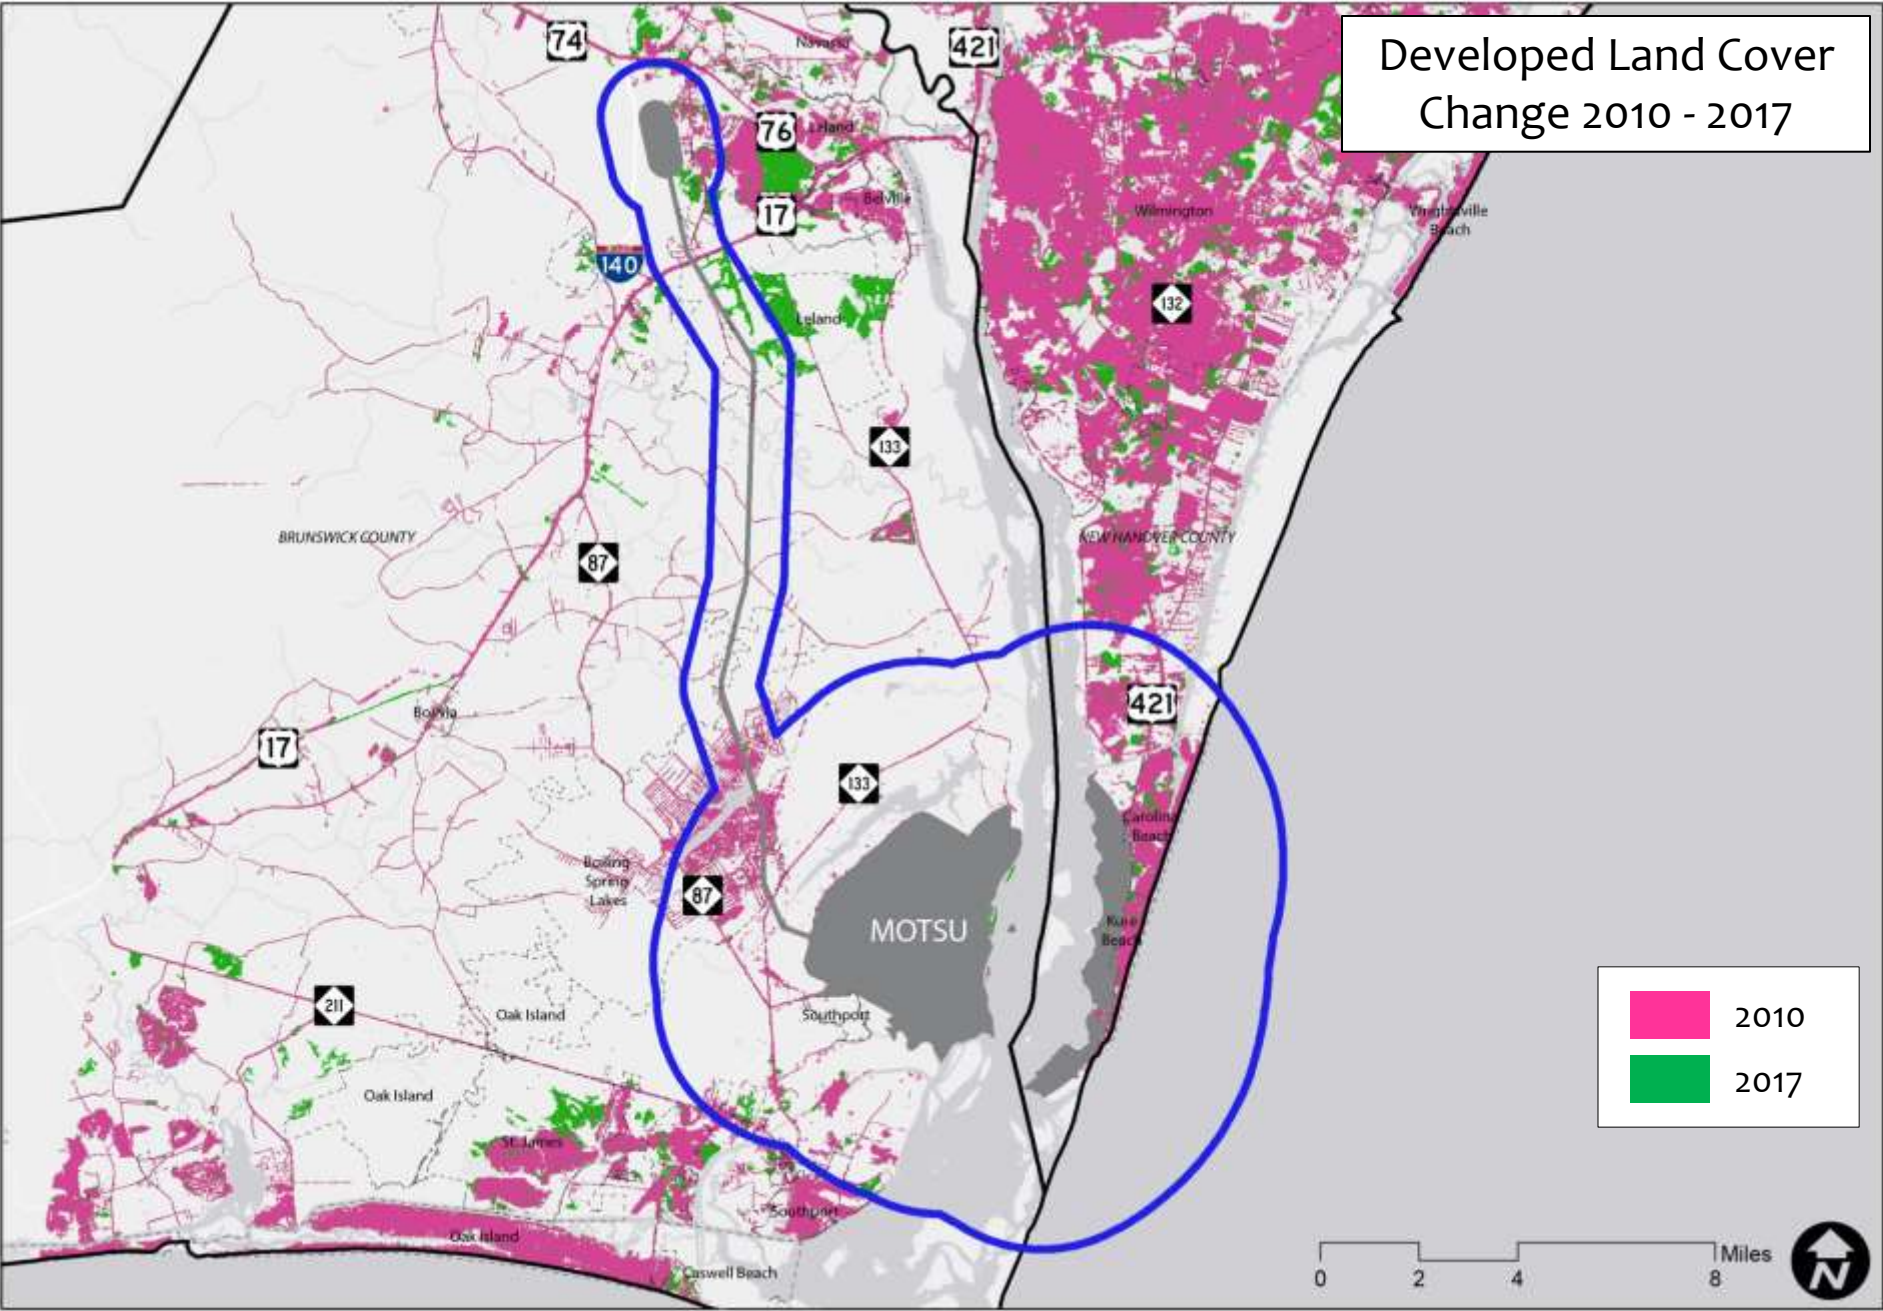 Developed Land Cover
Change 2010 - 2017
74
Navassa
421
76
Leland
17
Belville
Wilmington
Wrightsville
Beach
140
132
Leland
133
BRUNSWICK COUNTY
NEW HANOVER COUNTY
87
Bolivia
17
421
133
Carolina
Beach
Boiling
Spring
Lakes
87
MOTSU
Kure
Beach
211
Oak Island
Southport
2010
2017
Oak Island
St. James
Southport
Oak Island
Caswell Beach
Miles
0 2 4 8
N